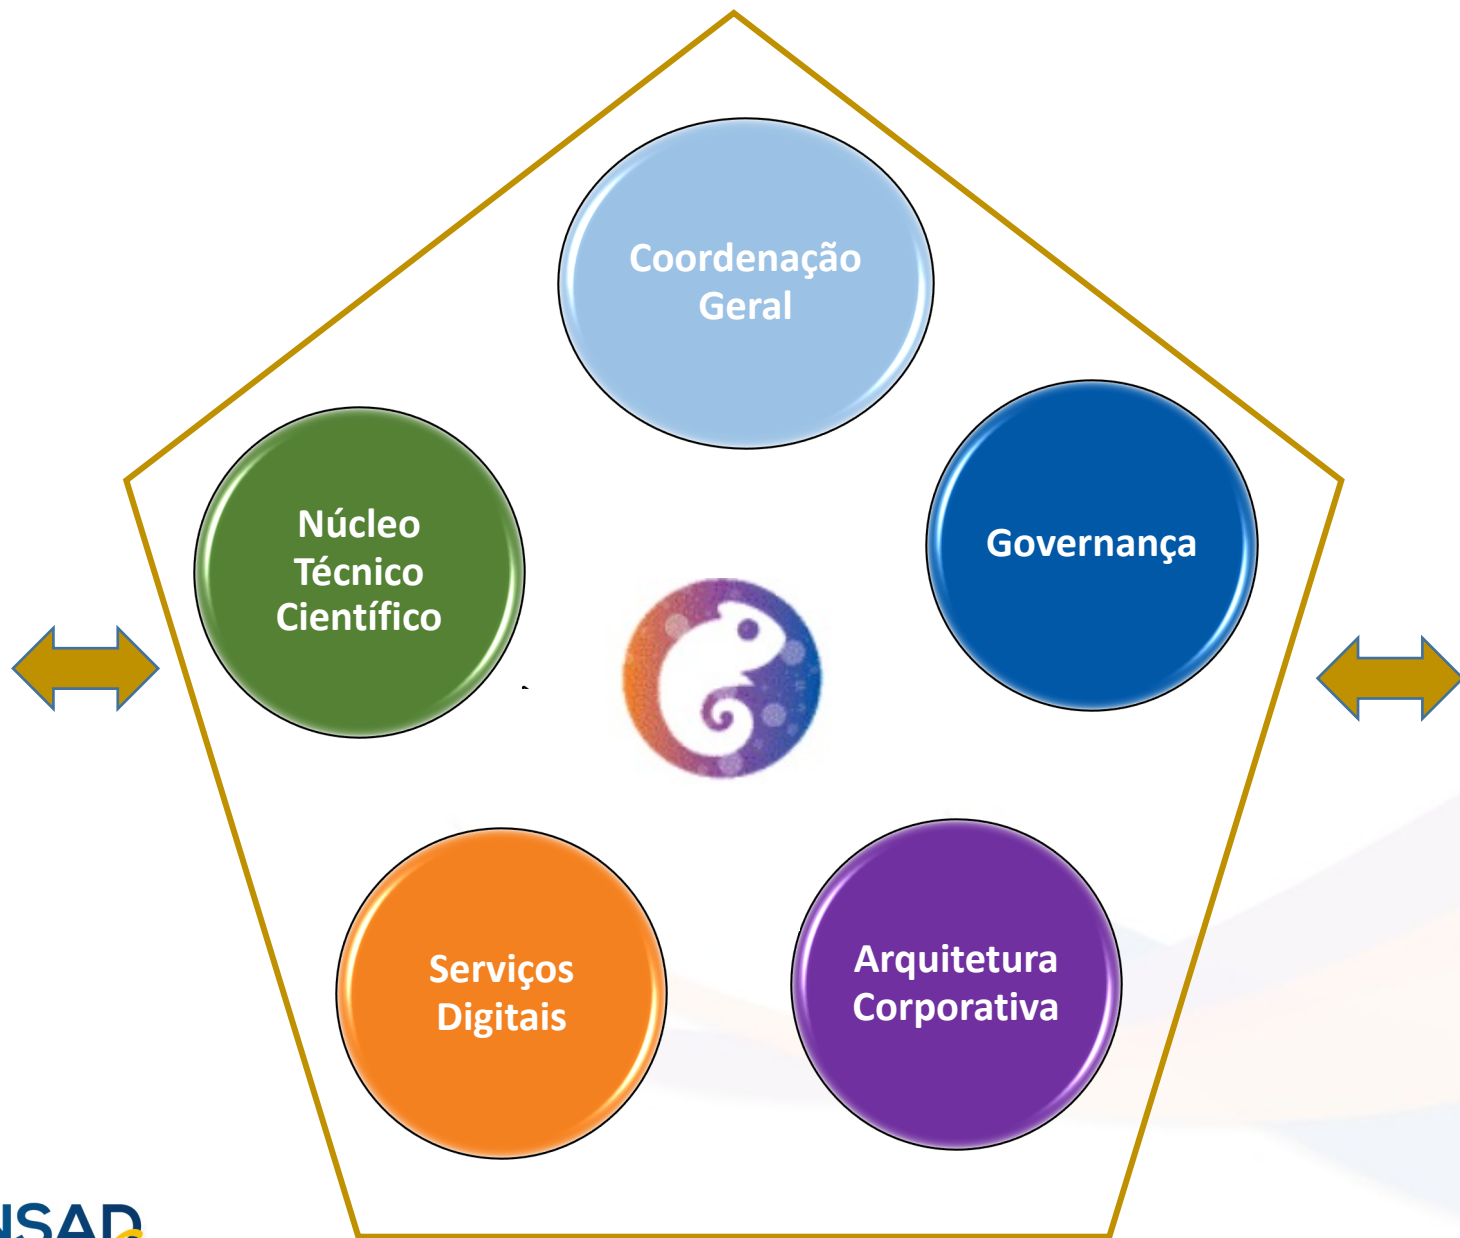 Coordenação
Geral
Núcleo
Técnico
Científico
Governança
Serviços
Digitais
Arquitetura
Corporativa